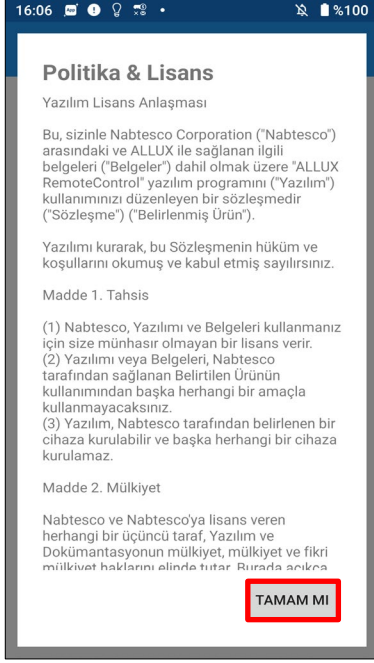 16:06 %100
Politika & Lisans
Yazılım Lisans Anlaşması
Bu, sizinle Nabtesco Corporation ("Nabtesco")
arasındaki ve ALLUX ile sağlanan ilgili
belgeleri ("Belgeler") dahil olmak üzere "ALLUX
RemoteControl" yazılım programını ("Yazılım")
kullanımınızı düzenleyen bir sözleşmedir
("Sözleşme") ("Belirlenmiş Ürün").
Yazılımı kurarak, bu Sözleşmenin hüküm ve
koşullarını okumuş ve kabul etmiş sayılırsınız.
Madde 1. Tahsis
(1) Nabtesco, Yazılımı ve Belgeleri kullanmanız
için size münhasır olmayan bir lisans verir.
(2) Yazılımı veya Belgeleri, Nabtesco
tarafından sağlanan Belirtilen Ürünün
kullanımından başka herhangi bir amaçla
kullanmayacaksınız.
(3) Yazılım, Nabtesco tarafından belirlenen bir
cihaza kurulabilir ve başka herhangi bir cihaza
kurulamaz.
Madde 2. Mülkiyet
Nabtesco ve Nabtesco'ya lisans veren
herhangi bir üçüncü taraf, Yazılım ve
Dokümantasyonun mülkiyet, mülkiyet ve fikri
mülkiyet haklarını elinde tutar. Burada açıkça
TAMAM MI